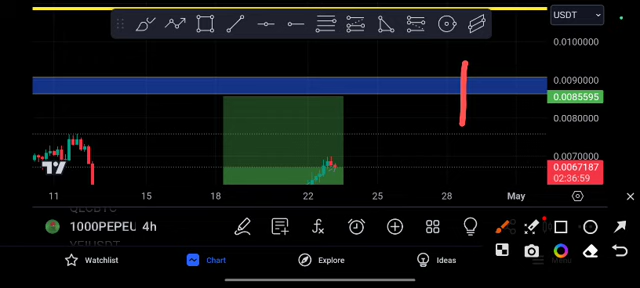 USDT
0.0100000
0.0090000
0.0085595
0.0080000
0.0070000
0.0067187
02:36:59
11 15 18 22 25 28 May
1000PEPEU 4h
Watchlist Chart Explore Ideas